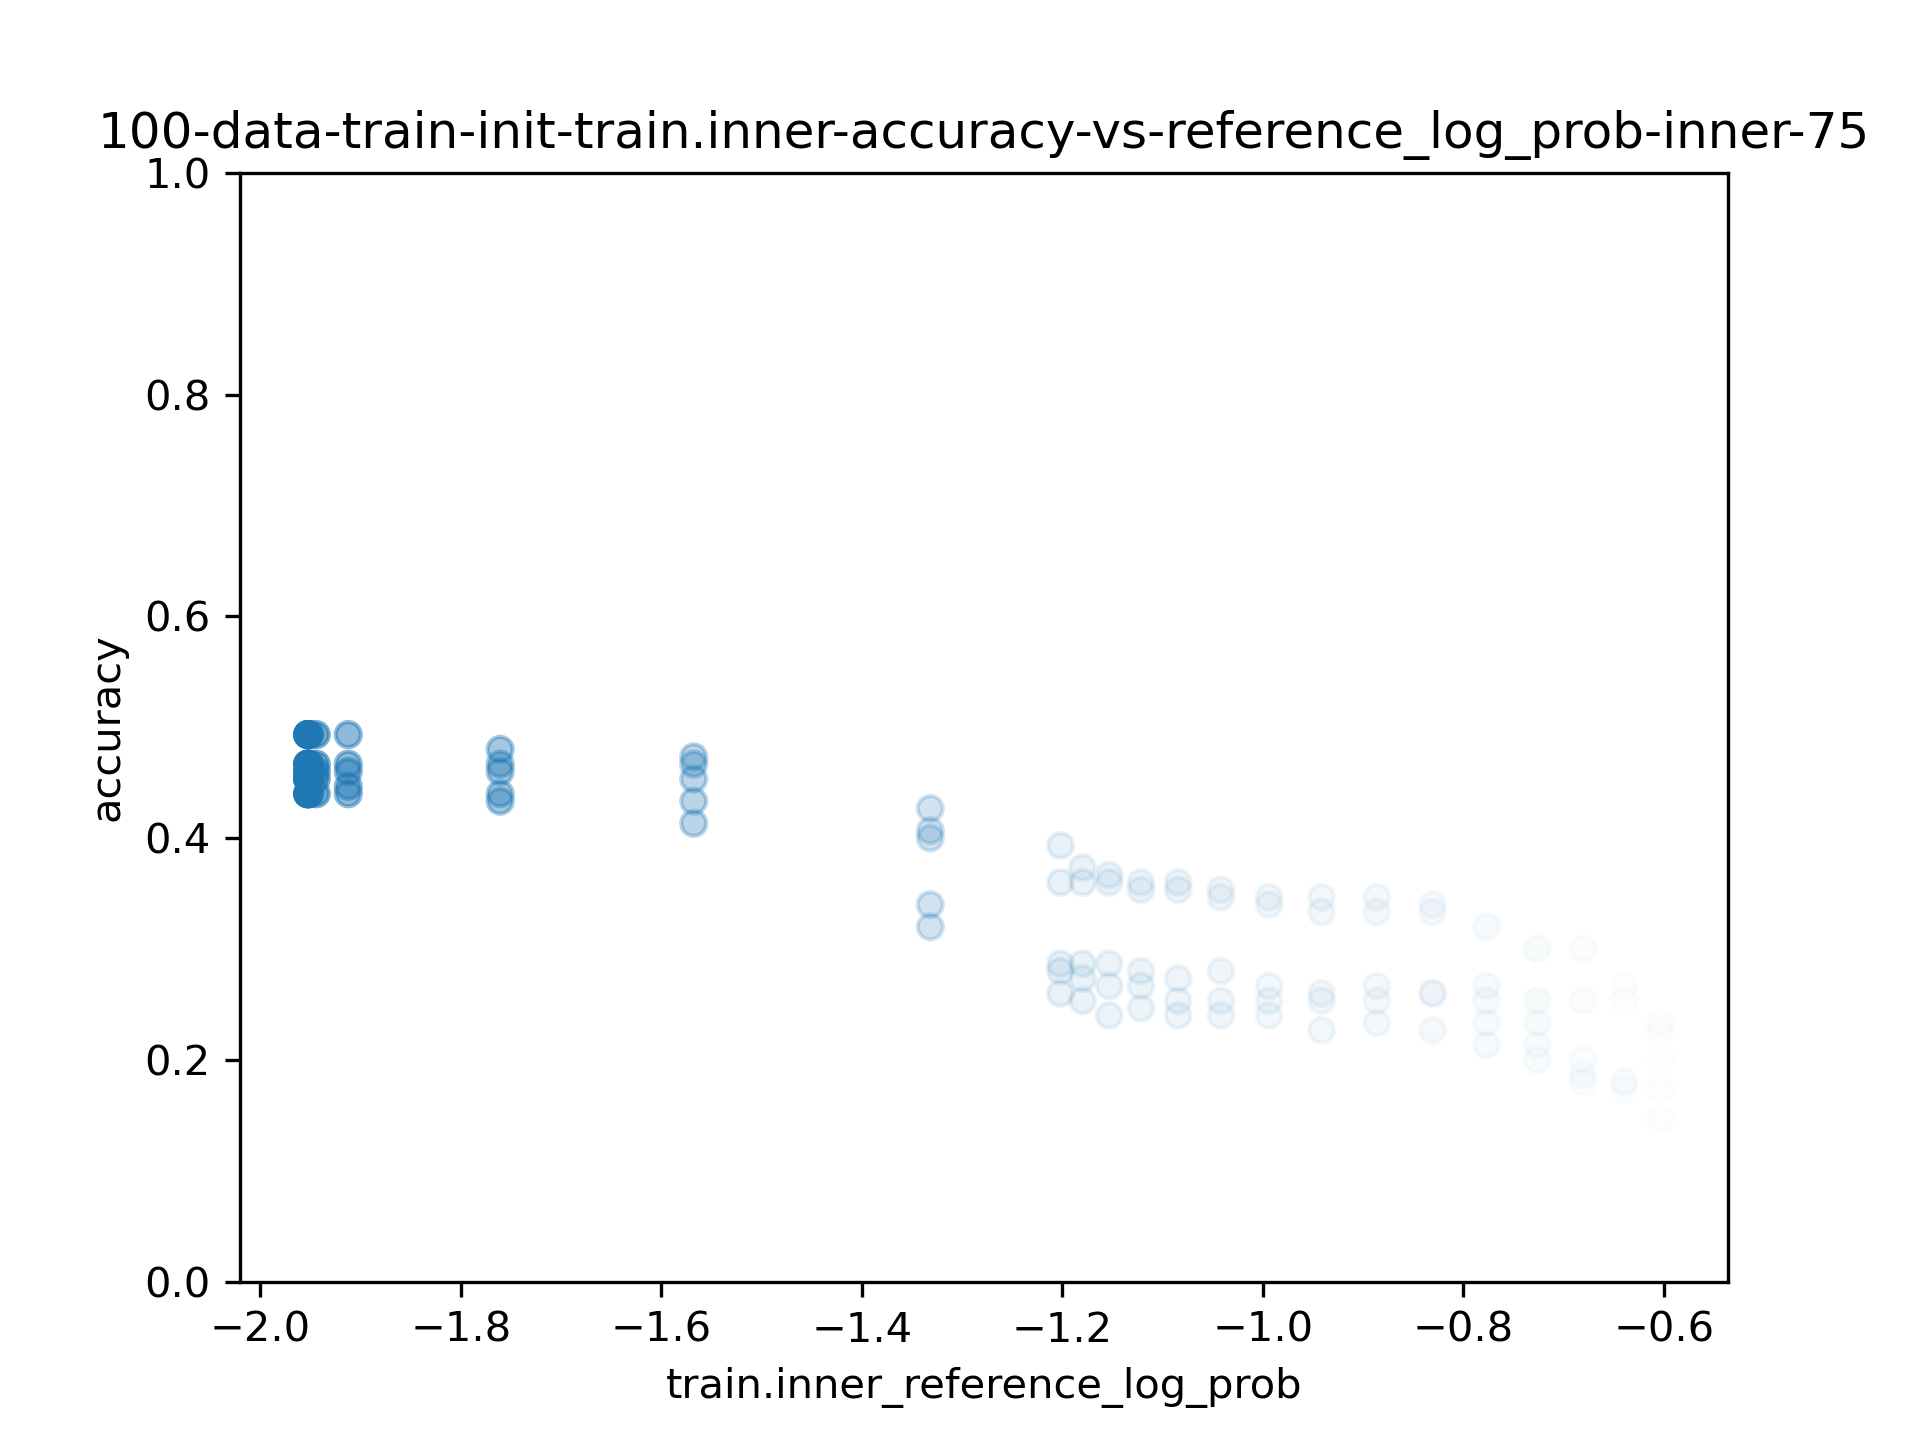 100-data-train-init-train.inner-accuracy-vs-reference_log_prob-inner-75
1.0
0.8
0.6
0.4
0.2
0.0
accuracy
−2.0 −1.8 −1.6 −1.4 −1.2 −1.0 −0.8 −0.6
train.inner_reference_log_prob